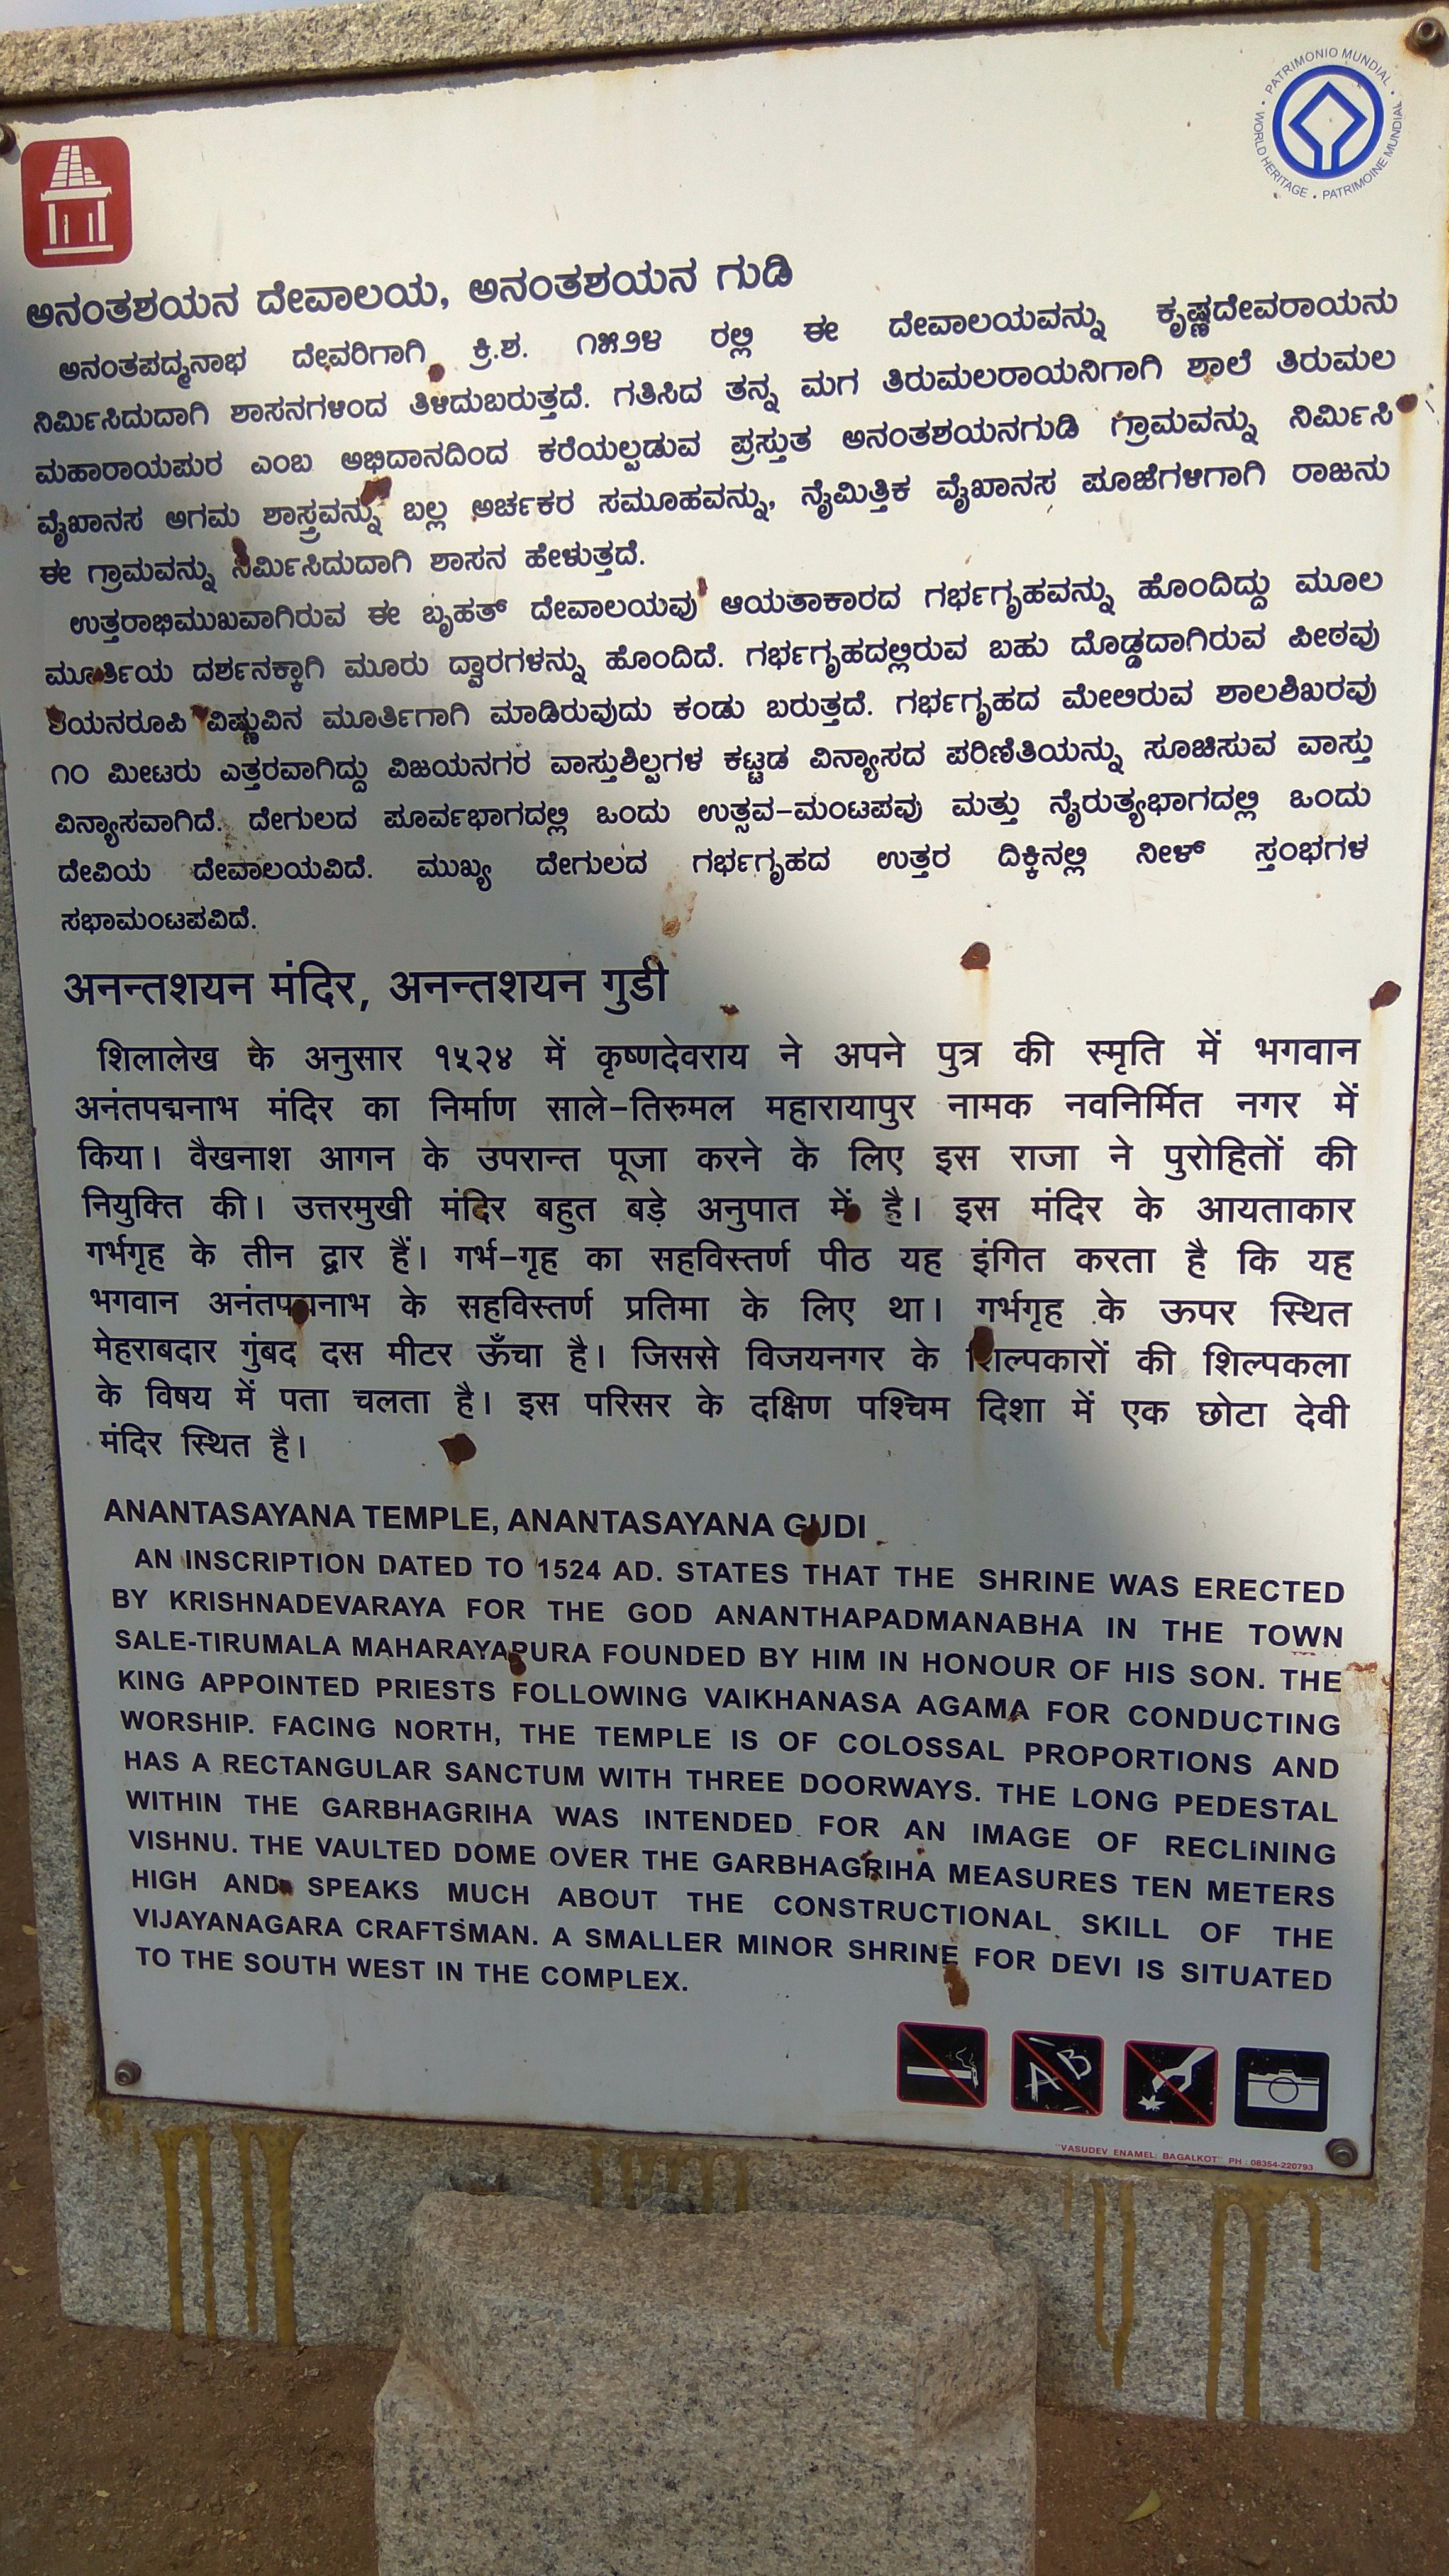 PATRIMONIO MUNDIAL • WORLD HERITAGE • PATRIMOINE MUNDIAL •
ಅನಂತಶಯನ ದೇವಾಲಯ, ಅನಂತಶಯನ ಗುಡಿ
ಅನಂತಪದ್ಮನಾಭ ದೇವರಿಗಾಗಿ ಕ್ರಿ.ಶ. ೧೫೨೪ ರಲ್ಲಿ ಈ ದೇವಾಲಯವನ್ನು ಕೃಷ್ಣದೇವರಾಯನು
ನಿರ್ಮಿಸಿದುದಾಗಿ ಶಾಸನಗಳಿಂದ ತಿಳಿದುಬರುತ್ತದೆ. ಗತಿಸಿದ ತನ್ನ ಮಗ ತಿರುಮಲರಾಯನಿಗಾಗಿ ಶಾಲೆ ತಿರುಮಲ
ಮಹಾರಾಯಪುರ ಎಂಬ ಅಭಿದಾನದಿಂದ ಕರೆಯಲ್ಪಡುವ ಪ್ರಸ್ತುತ ಅನಂತಶಯನಗುಡಿ ಗ್ರಾಮವನ್ನು ನಿರ್ಮಿಸಿ
ವೈಖಾನಸ ಅಗಮ ಶಾಸ್ತ್ರವನ್ನು ಬಲ್ಲ ಅರ್ಚಕರ ಸಮೂಹವನ್ನು, ನೈಮಿತ್ತಿಕ ವೈಖಾನಸ ಪೂಜೆಗಳಿಗಾಗಿ ರಾಜನು
ಈ ಗ್ರಾಮವನ್ನು ನಿರ್ಮಿಸಿದುದಾಗಿ ಶಾಸನ ಹೇಳುತ್ತದೆ.
ಉತ್ತರಾಭಿಮುಖವಾಗಿರುವ ಈ ಬೃಹತ್ ದೇವಾಲಯವು ಆಯತಾಕಾರದ ಗರ್ಭಗೃಹವನ್ನು ಹೊಂದಿದ್ದು ಮೂಲ
ಮೂರ್ತಿಯ ದರ್ಶನಕ್ಕಾಗಿ ಮೂರು ದ್ವಾರಗಳನ್ನು ಹೊಂದಿದೆ. ಗರ್ಭಗೃಹದಲ್ಲಿರುವ ಬಹು ದೊಡ್ಡದಾಗಿರುವ ಪೀಠವು
ಶಯನರೂಪಿ ವಿಷ್ಣುವಿನ ಮೂರ್ತಿಗಾಗಿ ಮಾಡಿರುವುದು ಕಂಡು ಬರುತ್ತದೆ. ಗರ್ಭಗೃಹದ ಮೇಲಿರುವ ಶಾಲಶಿಖರವು
೧೦ ಮೀಟರು ಎತ್ತರವಾಗಿದ್ದು ವಿಜಯನಗರ ವಾಸ್ತುಶಿಲ್ಪಗಳ ಕಟ್ಟಡ ವಿನ್ಯಾಸದ ಪರಿಣಿತಿಯನ್ನು ಸೂಚಿಸುವ ವಾಸ್ತು
ವಿನ್ಯಾಸವಾಗಿದೆ. ದೇಗುಲದ ಪೂರ್ವಭಾಗದಲ್ಲಿ ಒಂದು ಉತ್ಸವ-ಮಂಟಪವು ಮತ್ತು ನೈರುತ್ಯಭಾಗದಲ್ಲಿ ಒಂದು
ದೇವಿಯ ದೇವಾಲಯವಿದೆ. ಮುಖ್ಯ ದೇಗುಲದ ಗರ್ಭಗೃಹದ ಉತ್ತರ ದಿಕ್ಕಿನಲ್ಲಿ ನೀಳ್ ಸ್ತಂಭಗಳ
ಸಭಾಮಂಟಪವಿದೆ.
अनन्तशयन मंदिर, अनन्तशयन गुडी
शिलालेख के अनुसार १५२४ में कृष्णदेवराय ने अपने पुत्र की स्मृति में भगवान
अनंतपद्मनाभ मंदिर का निर्माण साले-तिरुमल महारायापुर नामक नवनिर्मित नगर में
किया। वैखनाश आगन के उपरान्त पूजा करने के लिए इस राजा ने पुरोहितों की
नियुक्ति की। उत्तरमुखी मंदिर बहुत बड़े अनुपात में है। इस मंदिर के आयताकार
गर्भगृह के तीन द्वार हैं। गर्भ-गृह का सहविस्तर्ण पीठ यह इंगित करता है कि यह
भगवान अनंतपद्मनाभ के सहविस्तर्ण प्रतिमा के लिए था। गर्भगृह के ऊपर स्थित
मेहराबदार गुंबद दस मीटर ऊँचा है। जिससे विजयनगर के शिल्पकारों की शिल्पकला
के विषय में पता चलता है। इस परिसर के दक्षिण पश्चिम दिशा में एक छोटा देवी
मंदिर स्थित है।
ANANTASAYANA TEMPLE, ANANTASAYANA GUDI
AN INSCRIPTION DATED TO 1524 AD. STATES THAT THE SHRINE WAS ERECTED
BY KRISHNADEVARAYA FOR THE GOD ANANTHAPADMANABHA IN THE TOWN
SALE-TIRUMALA MAHARAYAPURA FOUNDED BY HIM IN HONOUR OF HIS SON. THE
KING APPOINTED PRIESTS FOLLOWING VAIKHANASA AGAMA FOR CONDUCTING
WORSHIP. FACING NORTH, THE TEMPLE IS OF COLOSSAL PROPORTIONS AND
HAS A RECTANGULAR SANCTUM WITH THREE DOORWAYS. THE LONG PEDESTAL
WITHIN THE GARBHAGRIHA WAS INTENDED FOR AN IMAGE OF RECLINING
VISHNU. THE VAULTED DOME OVER THE GARBHAGRIHA MEASURES TEN METERS
HIGH AND SPEAKS MUCH ABOUT THE CONSTRUCTIONAL SKILL OF THE
VIJAYANAGARA CRAFTSMAN. A SMALLER MINOR SHRINE FOR DEVI IS SITUATED
TO THE SOUTH WEST IN THE COMPLEX.
AB
"VASUDEV ENAMEL: BAGALKOT" PH : 08354-220793